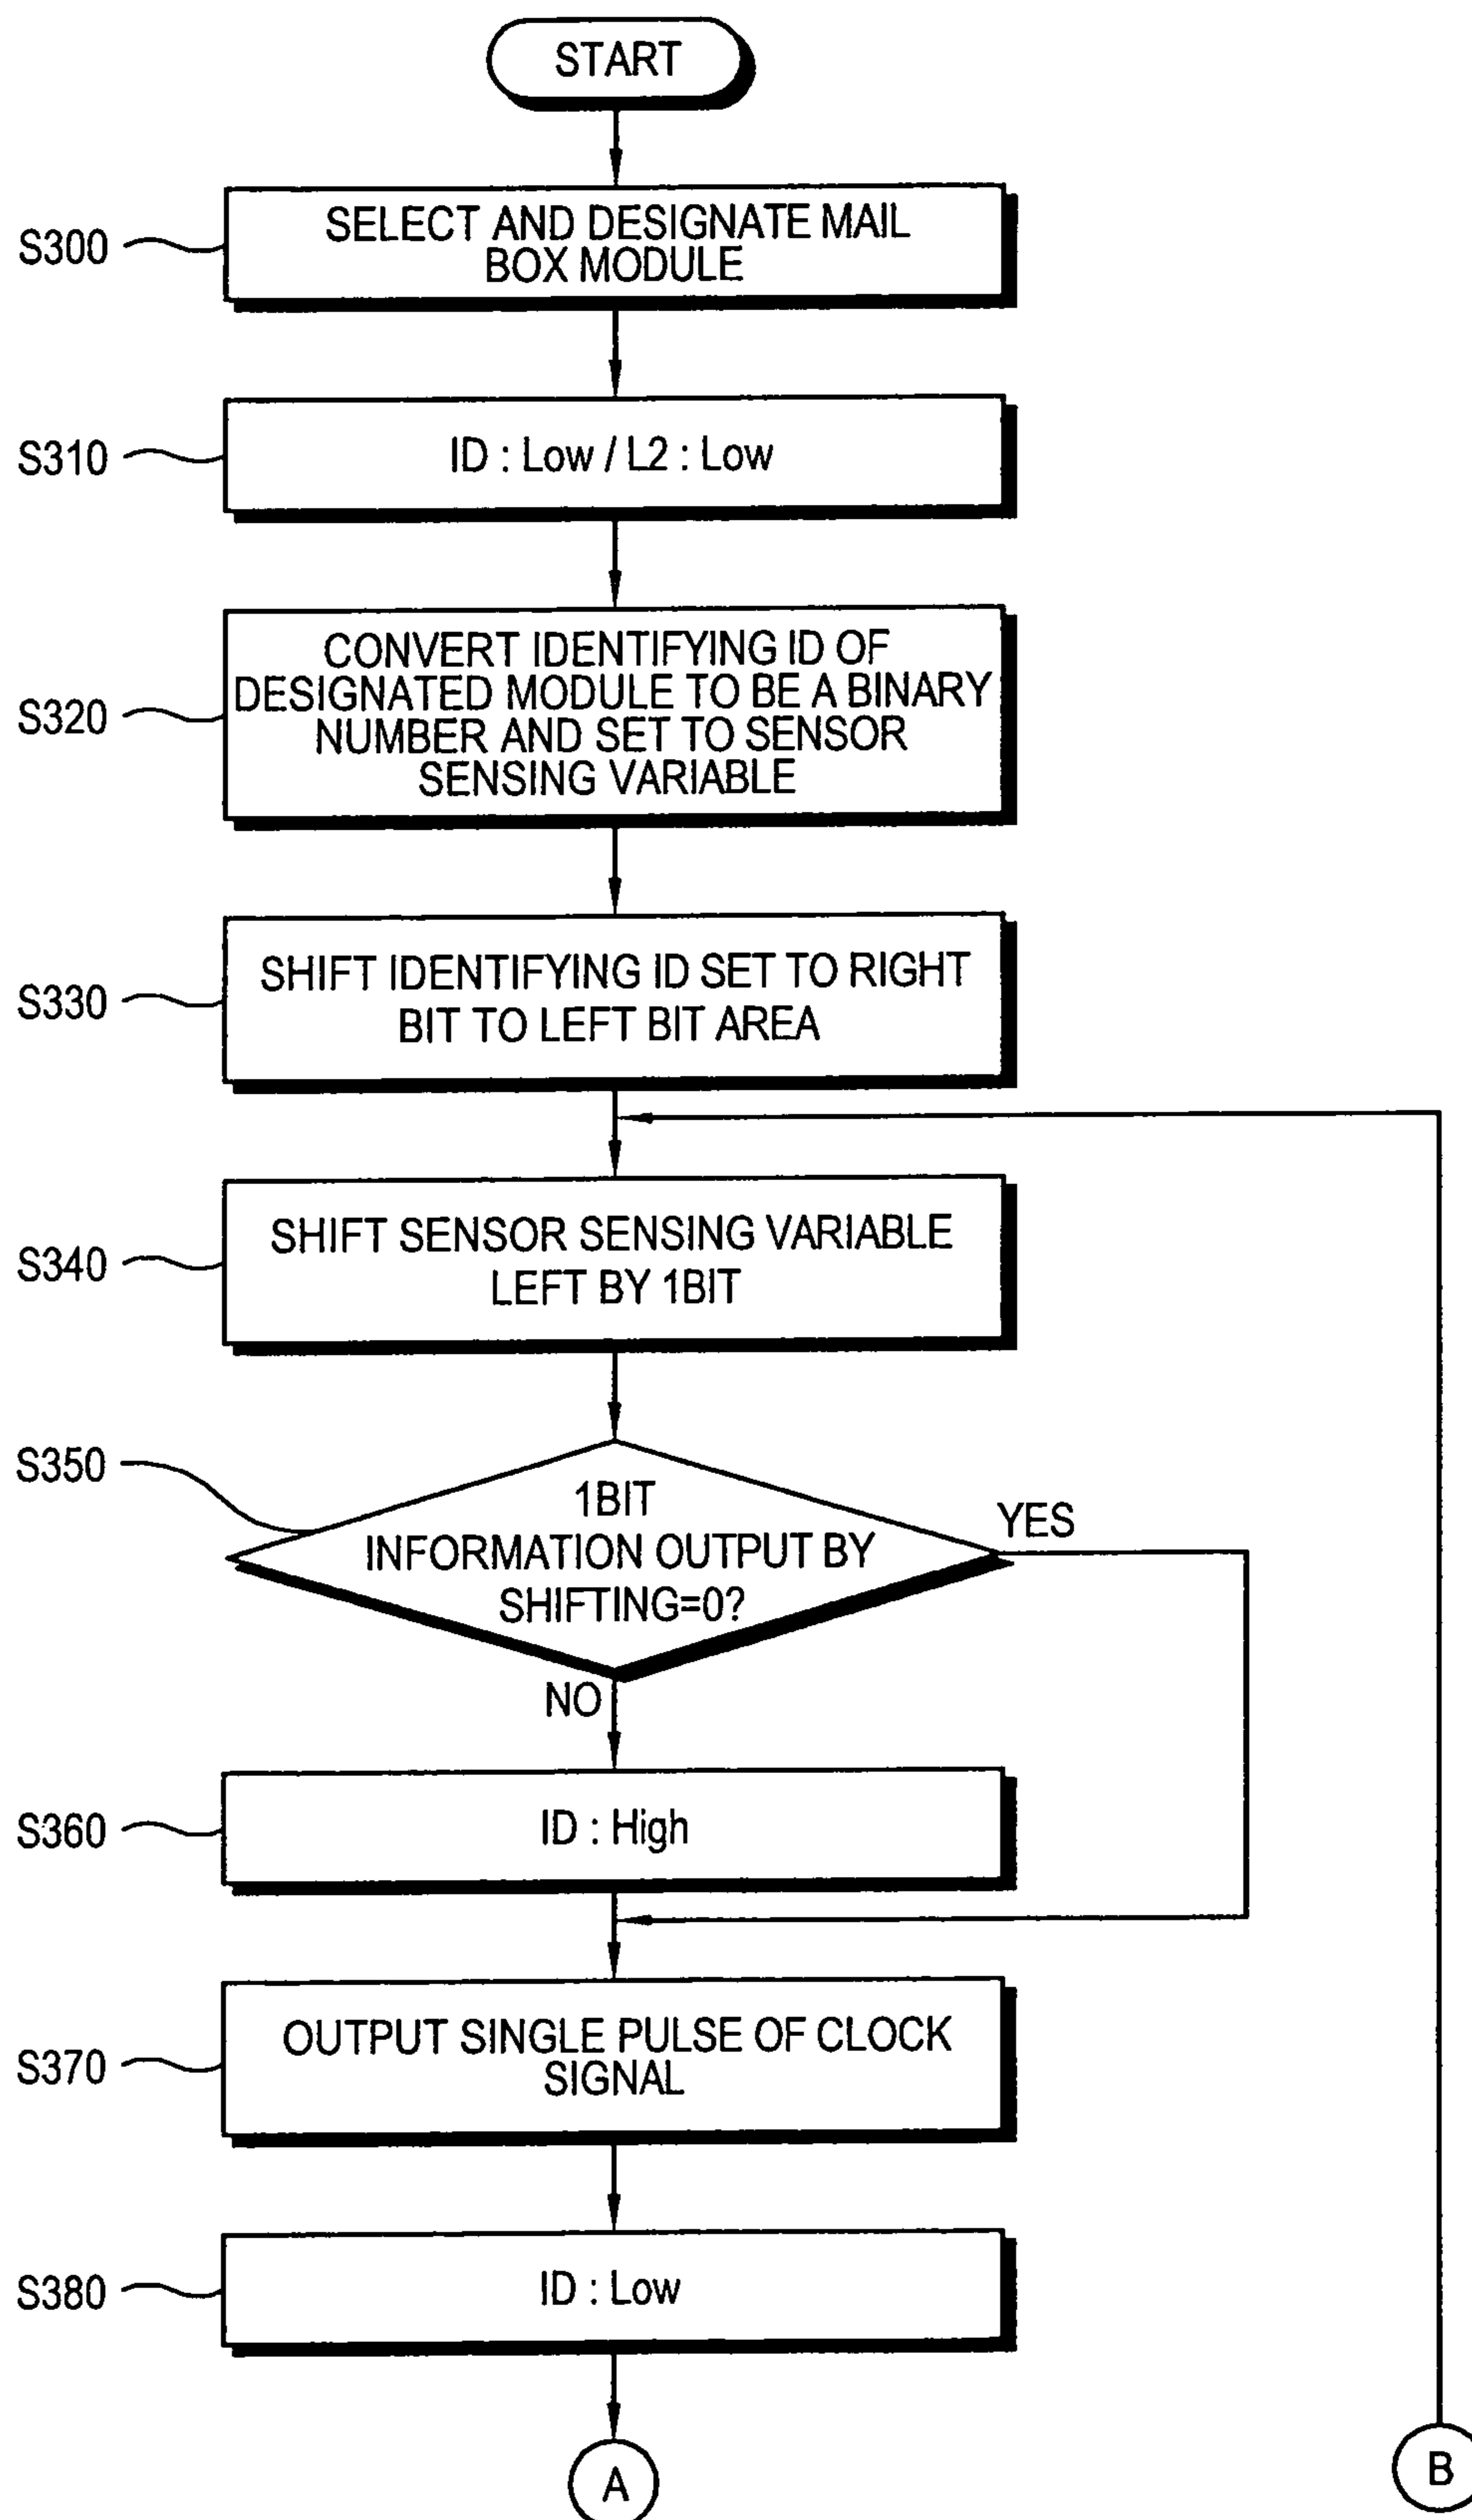 START
S300
SELECT AND DESIGNATE MAIL
BOX MODULE
S310
ID : Low / L2 : Low
S320
CONVERT IDENTIFYING ID OF
DESIGNATED MODULE TO BE A BINARY
NUMBER AND SET TO SENSOR
SENSING VARIABLE
S330
SHIFT IDENTIFYING ID SET TO RIGHT
BIT TO LEFT BIT AREA
S340
SHIFT SENSOR SENSING VARIABLE
LEFT BY 1BIT
S350
1BIT
INFORMATION OUTPUT BY
SHIFTING=0?
YES
NO
S360
ID : High
S370
OUTPUT SINGLE PULSE OF CLOCK
SIGNAL
S380
ID : Low
A
B